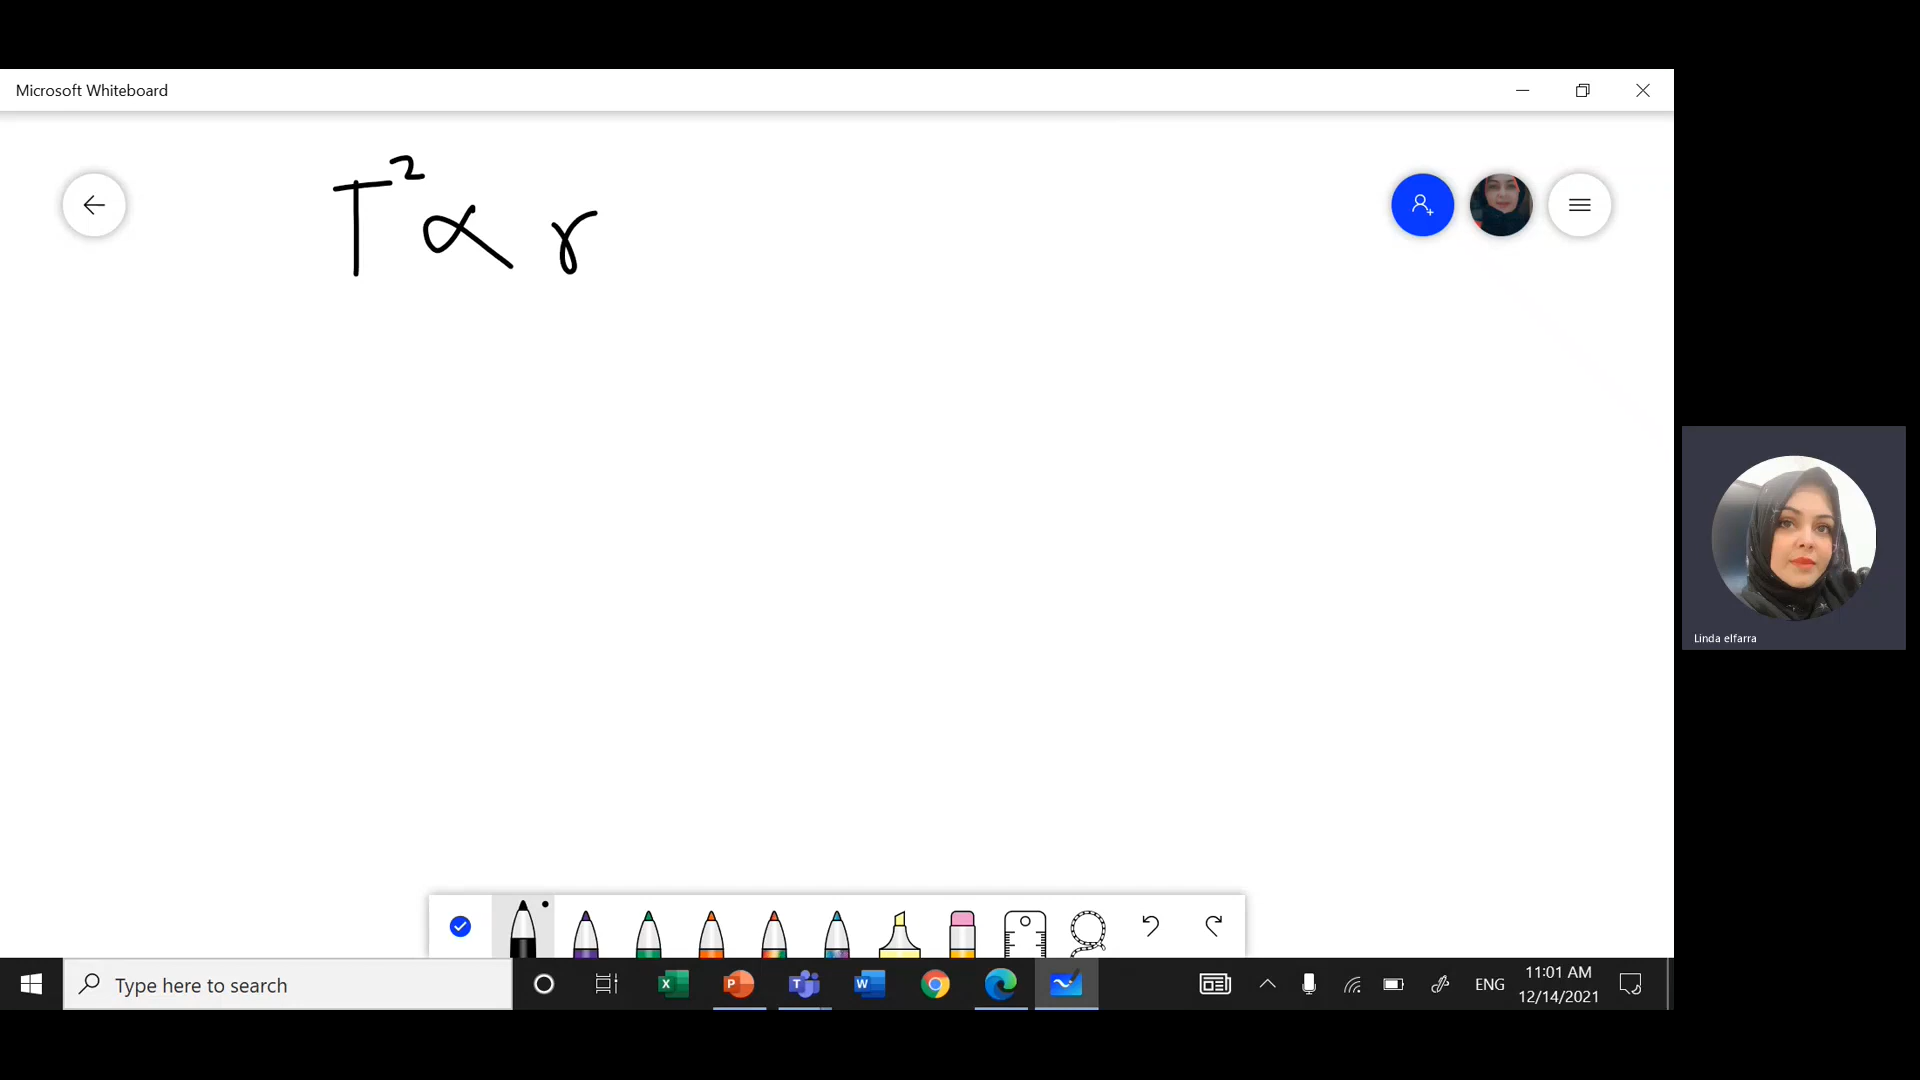 Microsoft Whiteboard
T² ∝ r
Linda elfarra
Type here to search
ENG
11:01 AM
12/14/2021